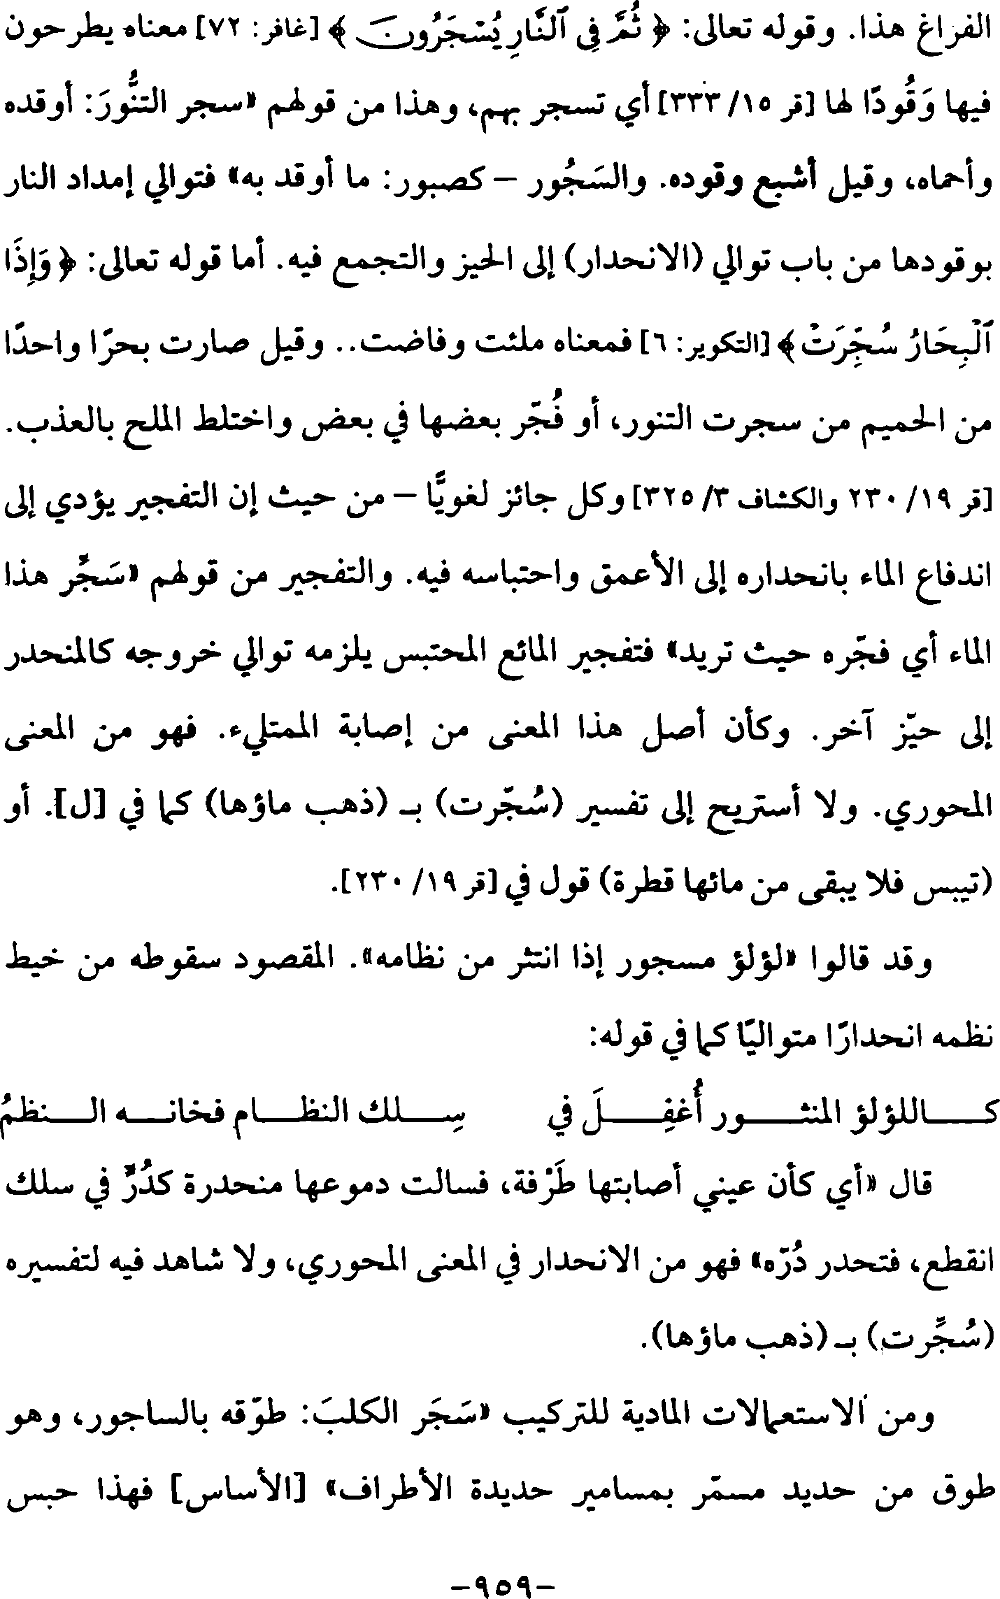 الفراغ هذا. وقوله تعالى: ﴿ ثُمَّ فِي ٱلنَّارِ يُسْجَرُونَ ﴾ [غافر: ٧٢] معناه يطرحون
فيها وَقُودًا لها [قر ١٥/ ٣٣٣] أي تسجر بهم، وهذا من قولهم «سجر التنُّورَ: أوقده
وأحماه، وقيل أشبع وقوده. والسَجُور – كصبور: ما أوقد به» فتوالي إمداد النار
بوقودها من باب توالي (الانحدار) إلى الحيز والتجمع فيه. أما قوله تعالى: ﴿ وَإِذَا
ٱلْبِحَارُ سُجِّرَتْ ﴾ [التكوير: ٦] فمعناه ملئت وفاضت.. وقيل صارت بحرًا واحدًا
من الحميم من سجرت التنور، أو فُجّر بعضها في بعض واختلط الملح بالعذب.
[قر ١٩/ ٢٣٠ والكشاف ٣/ ٣٢٥] وكل جائز لغويًّا – من حيث إن التفجير يؤدي إلى
اندفاع الماء بانحداره إلى الأعمق واحتباسه فيه. والتفجير من قولهم «سَجِّر هذا
الماء أي فجّره حيث تريد» فتفجير المائع المحتبس يلزمه توالي خروجه كالمنحدر
إلى حيّز آخر. وكأن أصل هذا المعنى من إصابة الممتليء. فهو من المعنى
المحوري. ولا أستريح إلى تفسير (سُجّرت) بـ (ذهب ماؤها) كما في [ل]. أو
(تيبس فلا يبقى من مائها قطرة) قول في [قر ١٩/ ٢٣٠].
وقد قالوا «لؤلؤ مسجور إذا انتثر من نظامه». المقصود سقوطه من خيط
نظمه انحدارًا متواليًا كما في قوله:
كـــاللؤلؤ المنثـــور أُغفِـــلَ في سِـــلك النظـــام فخانـــه الـــنظمُ
قال «أي كأن عيني أصابتها طَرْفة، فسالت دموعها منحدرة كدُرٍّ في سلك
انقطع، فتحدر دُرّه» فهو من الانحدار في المعنى المحوري، ولا شاهد فيه لتفسيره
(سُجِّرت) بـ (ذهب ماؤها).
ومن الاستعمالات المادية للتركيب «سَجَر الكلبَ: طوّقه بالساجور، وهو
طوق من حديد مسمّر بمسامير حديدة الأطراف» [الأساس] فهذا حبس
-٩٥٩-